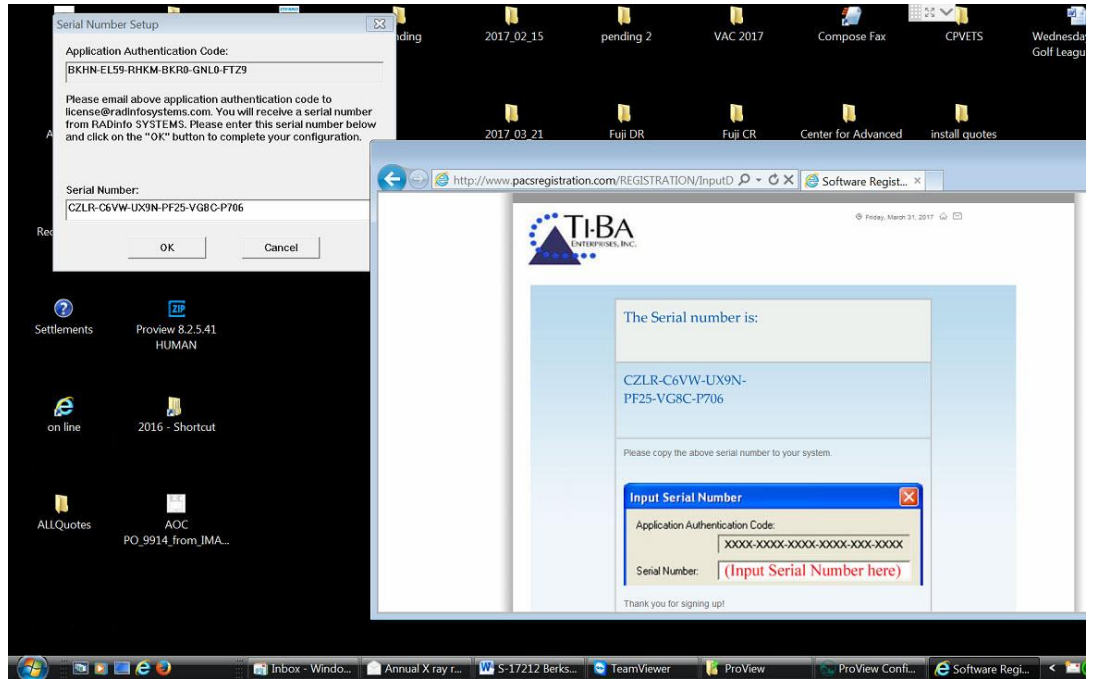 Serial Number Setup
Application Authentication Code:
BKHN-EL59-RHKM-BKR0-GNL0-FTZ9
Please email above application authentication code to
license@radinfosystems.com. You will receive a serial number
from RADinfo SYSTEMS. Please enter this serial number below
and click on the "OK" button to complete your configuration.
Serial Number:
CZLR-C6VW-UX9N-PF25-VG8C-P706
OK
Cancel
2017_02_15
pending 2
VAC 2017
Compose Fax
CPVETS
Golf Leagu
2017_03_21
Fuji DR
Fuji CR
Center for Advanced
install quotes
http://www.pacsregistration.com/REGISTRATION/InputD
Software Regist...
TI-BA
ENTERPRISES, INC.
Friday, March 31, 2017
The Serial number is:
CZLR-C6VW-UX9N-
PF25-VG8C-P706
Please copy the above serial number to your system.
Input Serial Number
Application Authentication Code:
XXXX-XXXX-XXXX-XXXX-XXX-XXXX
Serial Number:
(Input Serial Number here)
Thank you for signing up!
Settlements
Proview 8.2.5.41
HUMAN
ZIP
on line
2016 - Shortcut
ALLQuotes
AOC
PO_9914_from_IMA...
Inbox - Windo...
Annual X ray r...
S-17212 Berks...
TeamViewer
ProView
ProView Confi...
Software Regi...